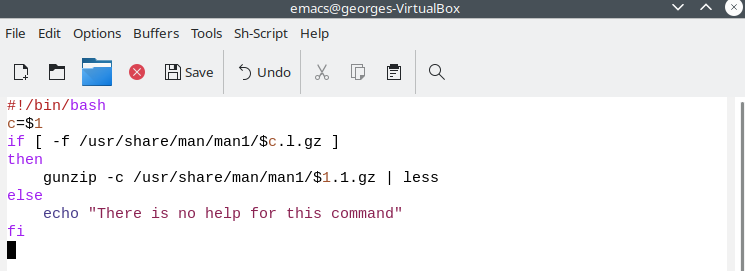 emacs@georges-VirtualBox
File Edit Options Buffers Tools Sh-Script Help
Save Undo
#!/bin/bash
c=$1
if [ -f /usr/share/man/man1/$c.l.gz ]
then
    gunzip -c /usr/share/man/man1/$1.1.gz | less
else
    echo "There is no help for this command"
fi